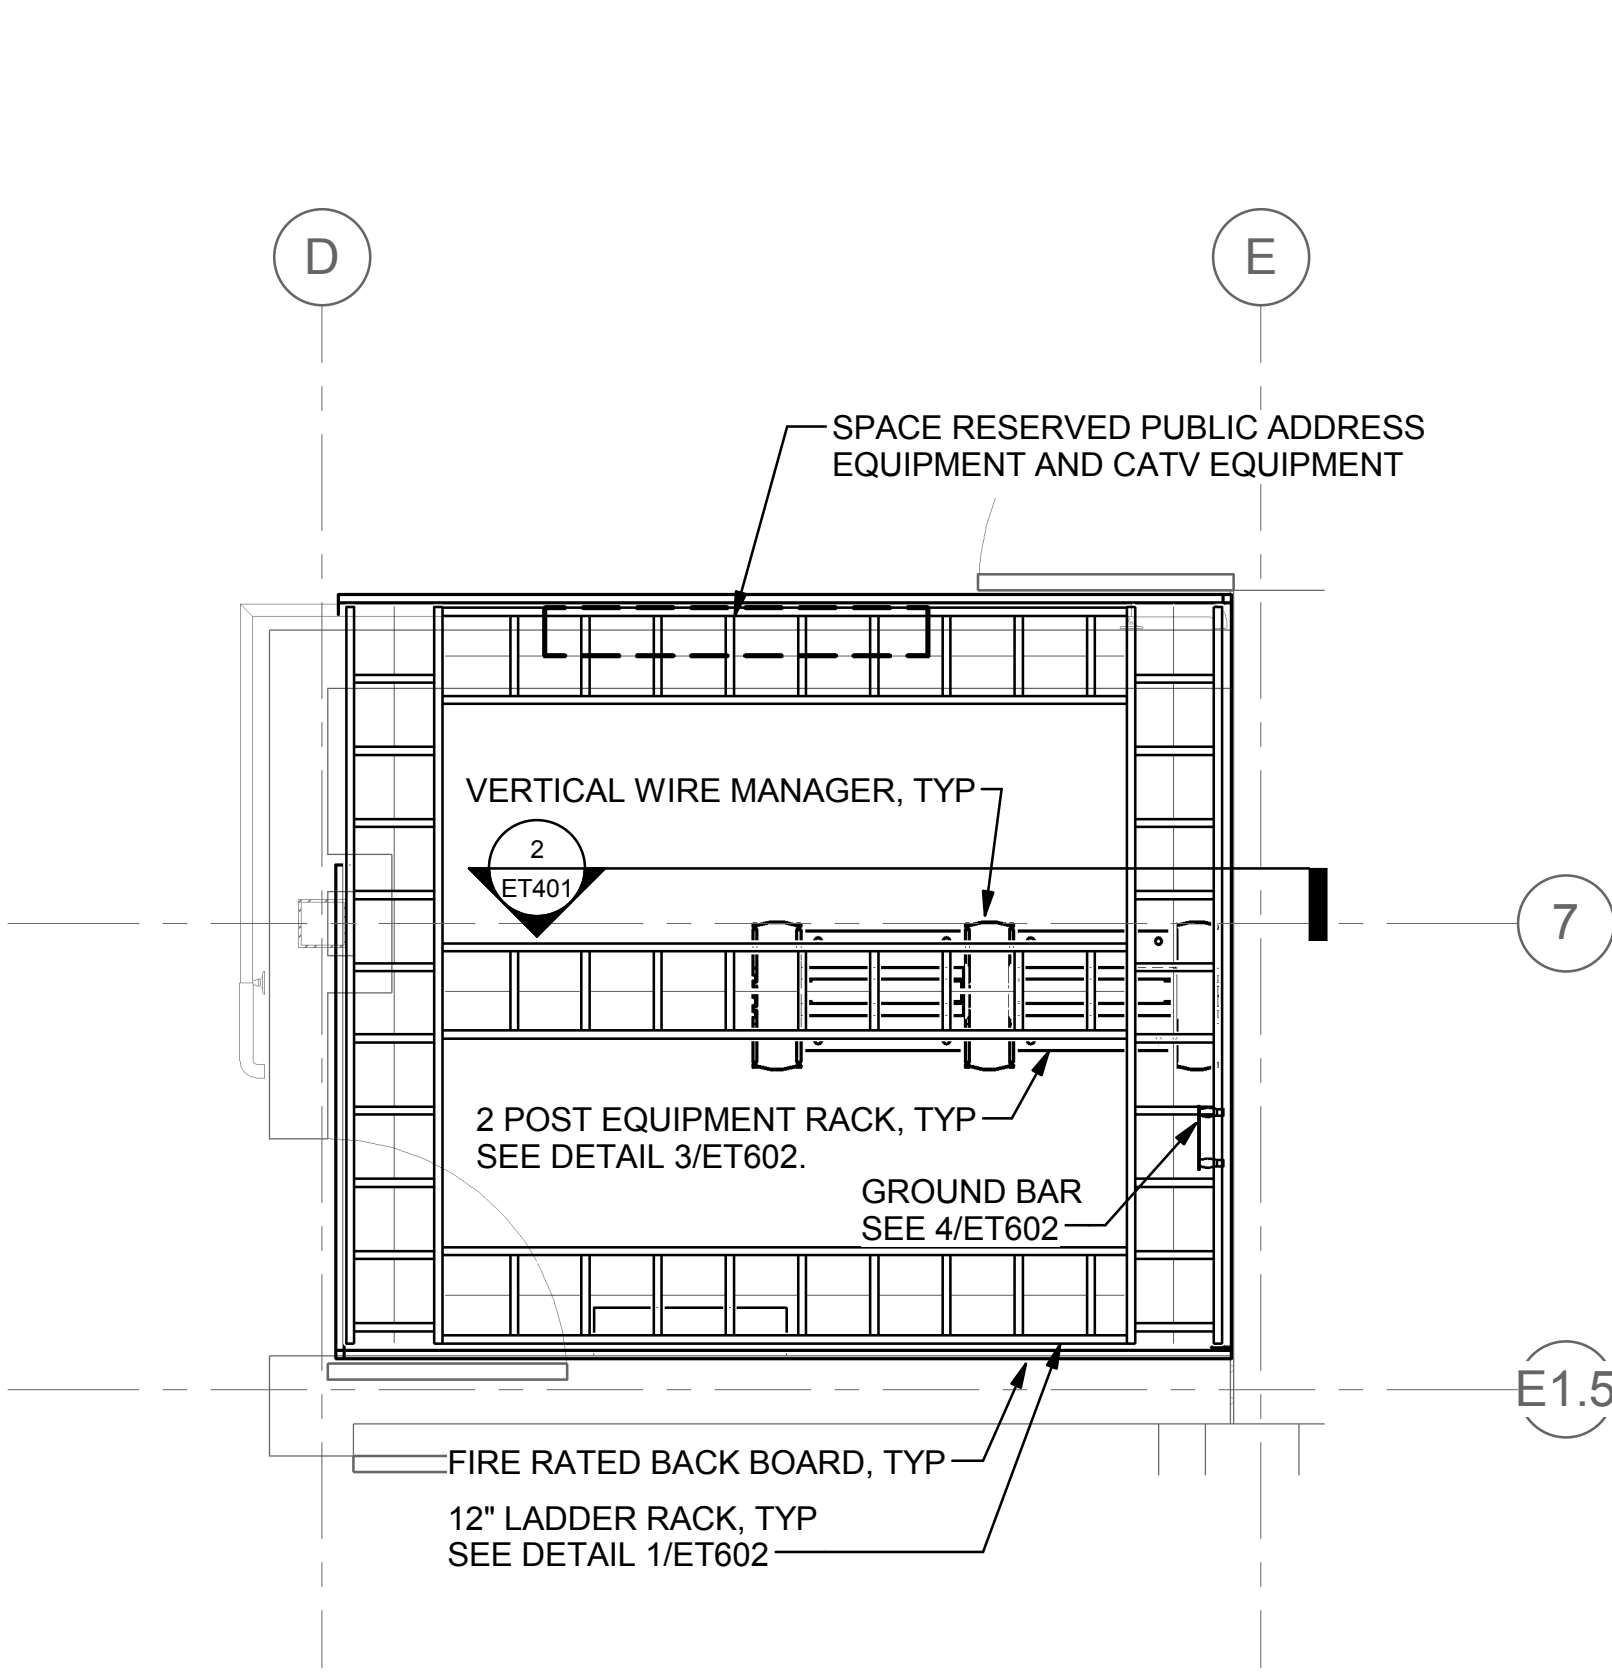 D
E
SPACE RESERVED PUBLIC ADDRESS
EQUIPMENT AND CATV EQUIPMENT
VERTICAL WIRE MANAGER, TYP
2
ET401
7
2 POST EQUIPMENT RACK, TYP
SEE DETAIL 3/ET602.
GROUND BAR
SEE 4/ET602
E1.5
FIRE RATED BACK BOARD, TYP
12" LADDER RACK, TYP
SEE DETAIL 1/ET602